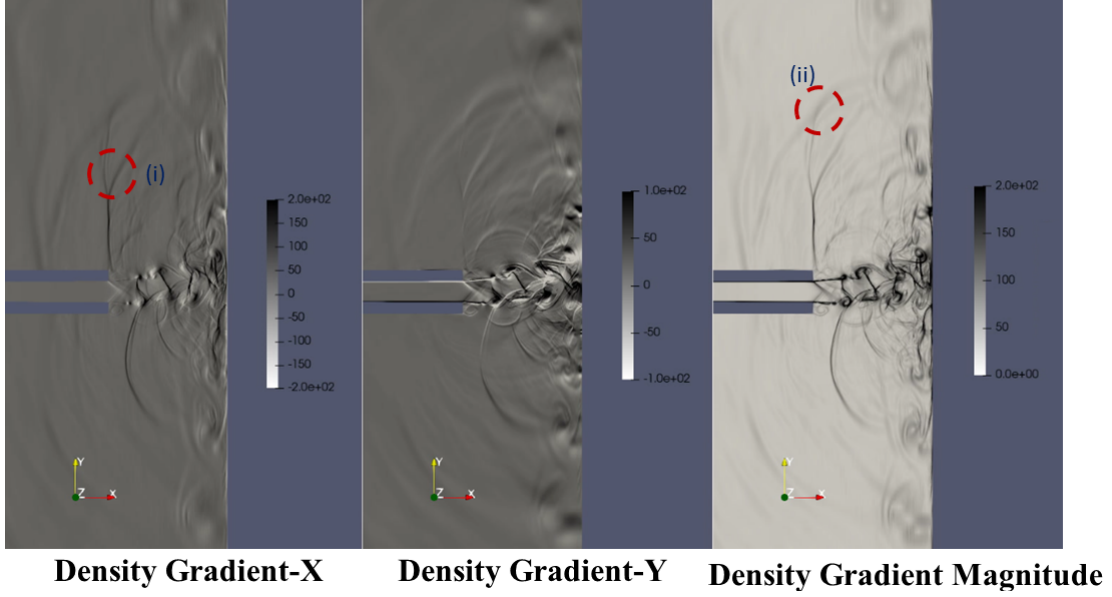 (ii)
(i)
2.0e+02
150
100
50
0
-50
-100
-150
-2.0e+02
1.0e+02
50
0
-50
-1.0e+02
2.0e+02
150
100
50
0.0e+00
Y
Z X
Y
Z X
Y
Z X
Density Gradient-X
Density Gradient-Y
Density Gradient Magnitude